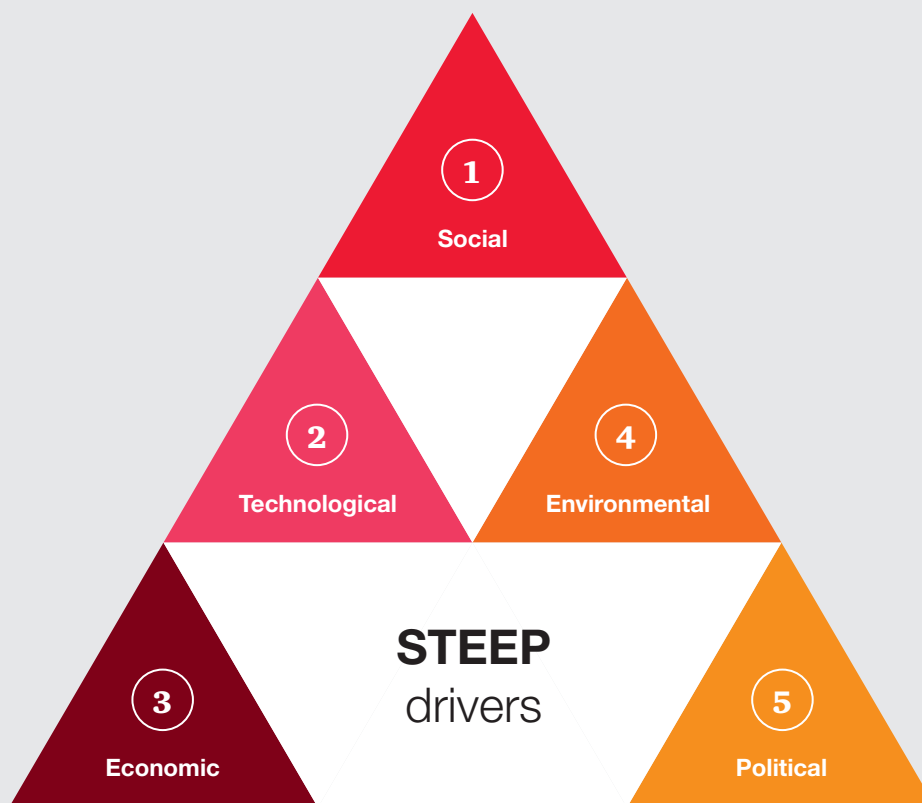 1
Social
2
Technological
4
Environmental
3
Economic
STEEP
drivers
5
Political